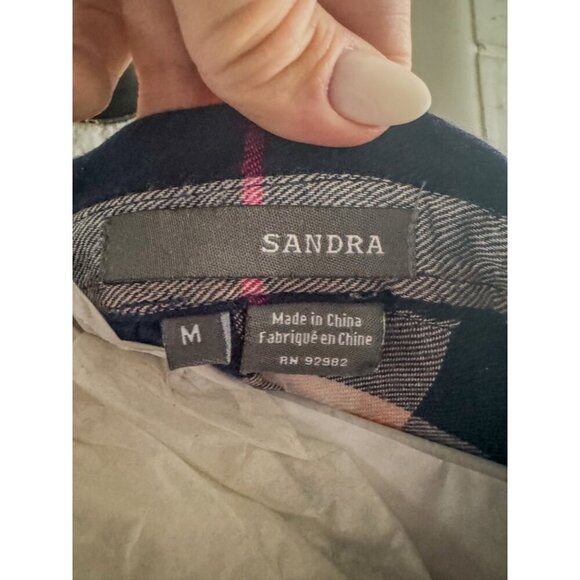 SANDRA
M
Made in China
Fabriqué en Chine
RN 92982